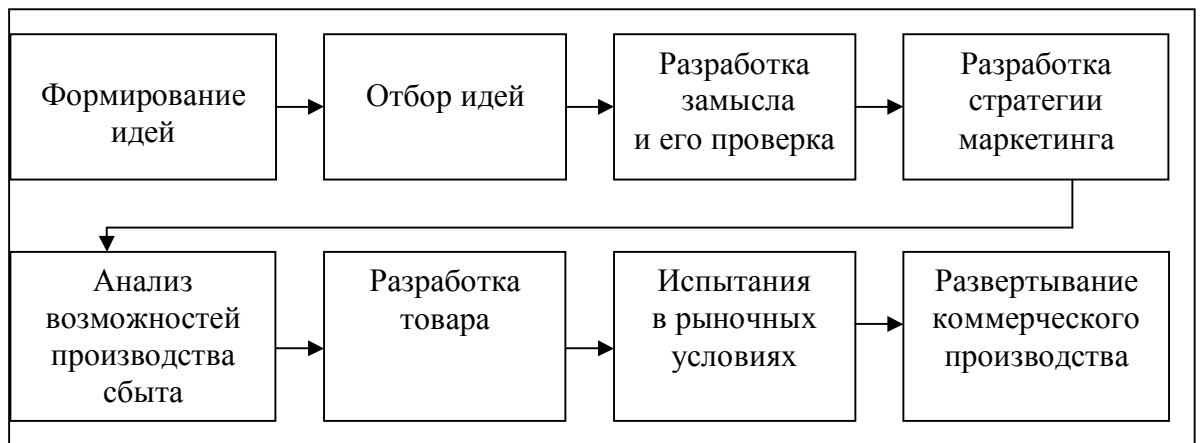 Формирование
идей
Отбор идей
Разработка
замысла
и его проверка
Разработка
стратегии
маркетинга
Анализ
возможностей
производства
сбыта
Разработка
товара
Испытания
в рыночных
условиях
Развертывание
коммерческого
производства